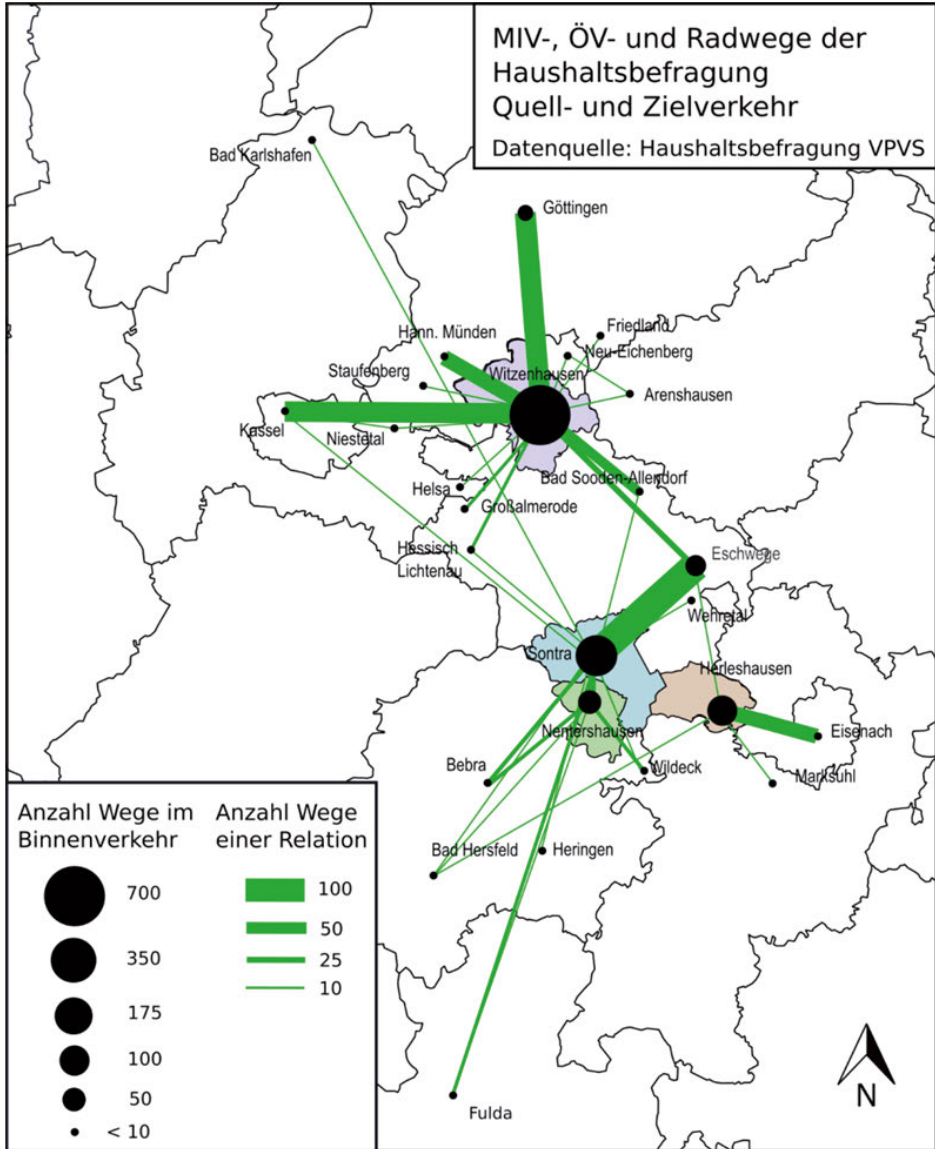 MIV-, ÖV- und Radwege der
Haushaltsbefragung
Quell- und Zielverkehr
Datenquelle: Haushaltsbefragung VPVS
Bad Karlshafen
Göttingen
Friedland
Hann. Münden
Neu-Eichenberg
Staufenberg
Witzenhausen
Arenshausen
Kassel
Niestetal
Bad Sooden-Allendorf
Helsa
Großalmerode
Hessisch
Lichtenau
Eschwege
Wehretal
Sontra
Herleshausen
Nentershausen
Eisenach
Bebra
Wildeck
Marksuhl
Bad Hersfeld
Heringen
Fulda
Anzahl Wege im
Binnenverkehr
700
350
175
100
50
< 10
Anzahl Wege
einer Relation
100
50
25
10
N